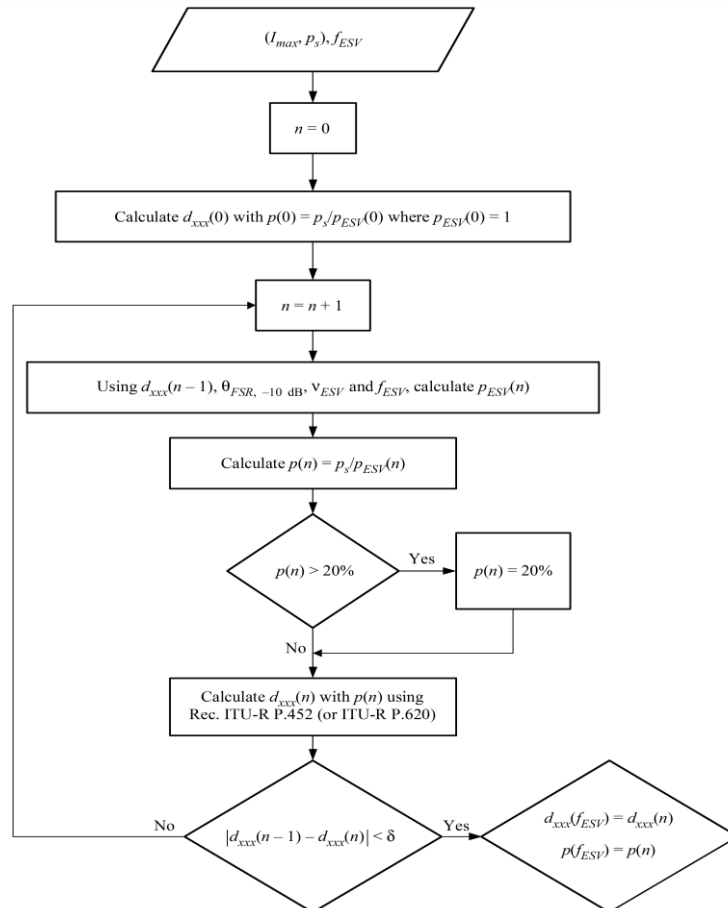 (I_max, p_s), f_ESV
n = 0
Calculate d_xxx(0) with p(0) = p_s/p_ESV(0) where p_ESV(0) = 1
n = n + 1
Using d_xxx(n – 1), θ_FSR, –10 dB, ν_ESV and f_ESV, calculate p_ESV(n)
Calculate p(n) = p_s/p_ESV(n)
p(n) > 20%
Yes
p(n) = 20%
No
Calculate d_xxx(n) with p(n) using
Rec. ITU-R P.452 (or ITU-R P.620)
No
|d_xxx(n – 1) – d_xxx(n)| < δ
Yes
d_xxx(f_ESV) = d_xxx(n)
p(f_ESV) = p(n)